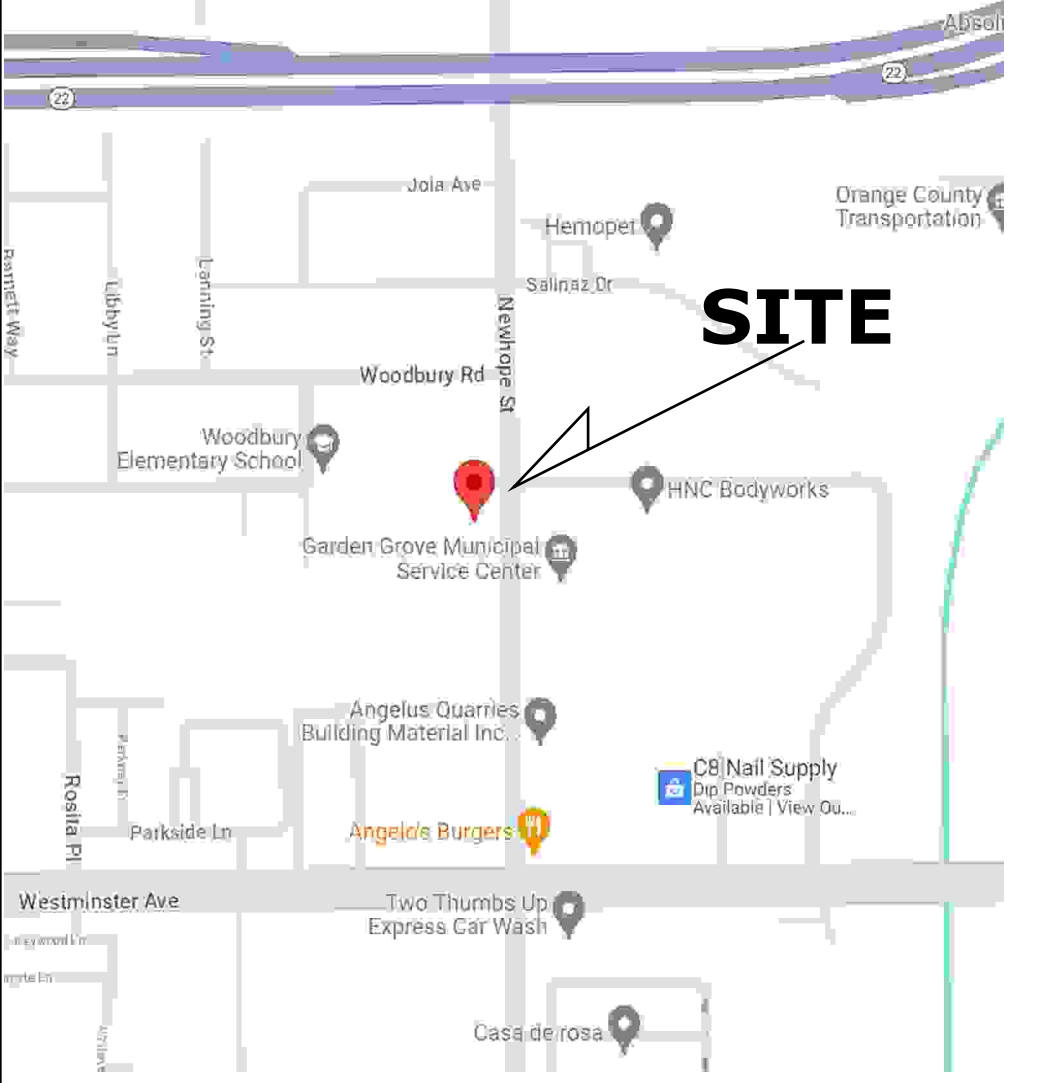 Absolu
22
22
Jola Ave
Hemopet
Orange County
Transportation
Salinaz Dr
SITE
Barnett Way
Libby Ln
Lanning St
Newhope St
Woodbury Rd
Woodbury
Elementary School
HNC Bodyworks
Garden Grove Municipal
Service Center
Angelus Quarries
Building Material Inc...
C8 Nail Supply
Dip Powders
Available | View Ou...
Rosita Pl
Parkside Ln
Angelo's Burgers
Westminster Ave
Two Thumbs Up
Express Car Wash
Casa de rosa